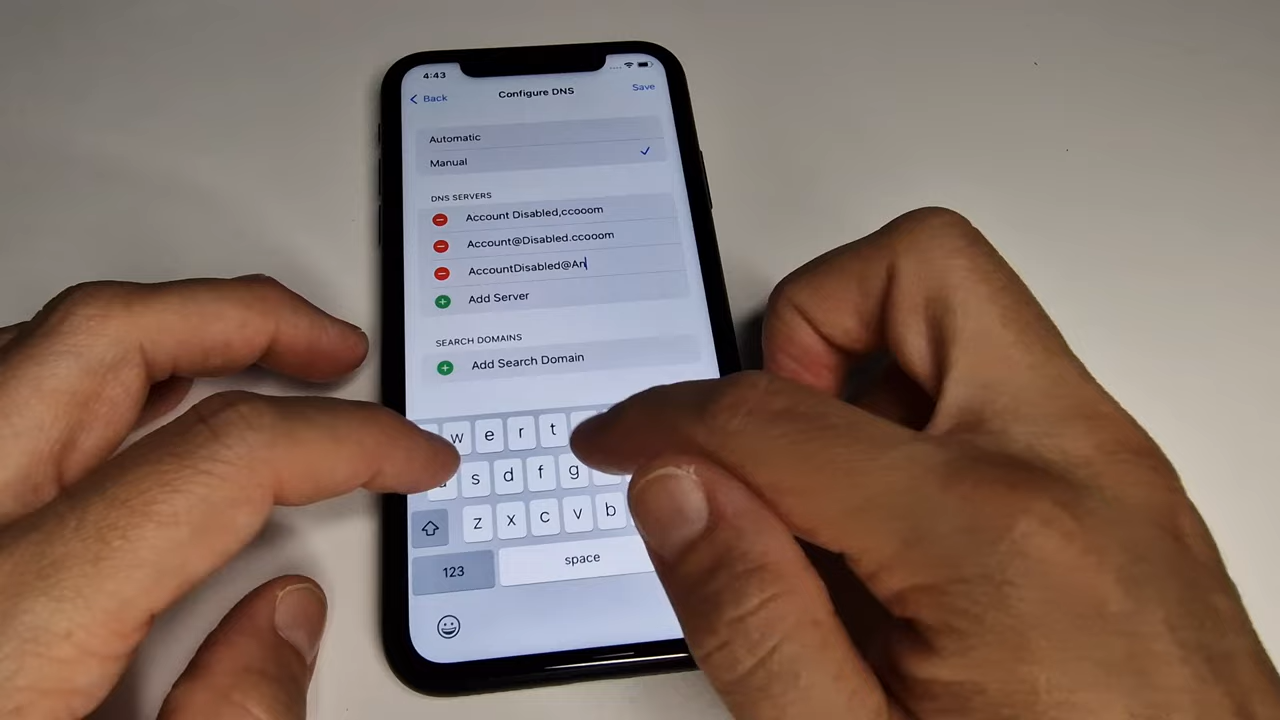 4:43
Back Configure DNS Save
Automatic
Manual
DNS SERVERS
Account Disabled,ccooom
Account@Disabled.ccooom
AccountDisabled@An
Add Server
SEARCH DOMAINS
Add Search Domain
w e r t
s d f g
z x c v b
123 space